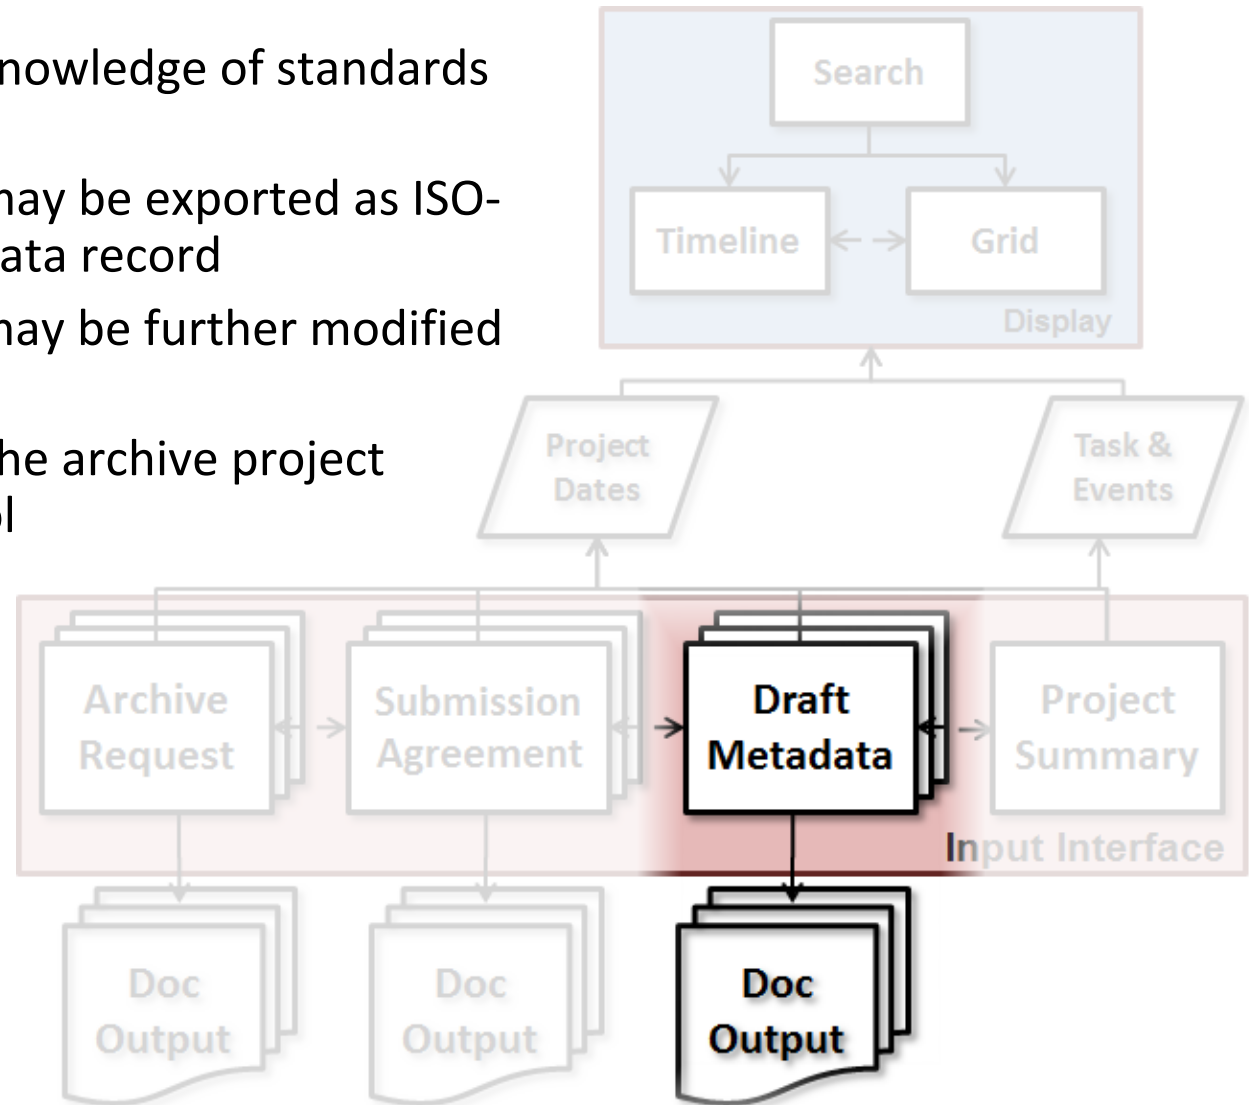 nowledge of standards
may be exported as ISO-
ata record
may be further modified
he archive project
ol
Search
Timeline
Grid
Display
Project
Dates
Task &
Events
Archive
Request
Submission
Agreement
Draft
Metadata
Project
Summary
Input Interface
Doc
Output
Doc
Output
Doc
Output